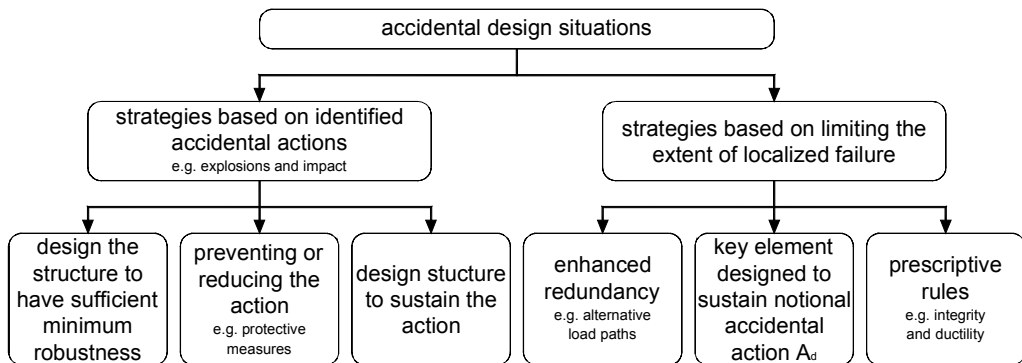 accidental design situations
strategies based on identified
accidental actions
e.g. explosions and impact
strategies based on limiting the
extent of localized failure
design the
structure to
have sufficient
minimum
robustness
preventing or
reducing the
action
e.g. protective
measures
design stucture
to sustain the
action
enhanced
redundancy
e.g. alternative
load paths
key element
designed to
sustain notional
accidental
action Ad
prescriptive
rules
e.g. integrity
and ductility